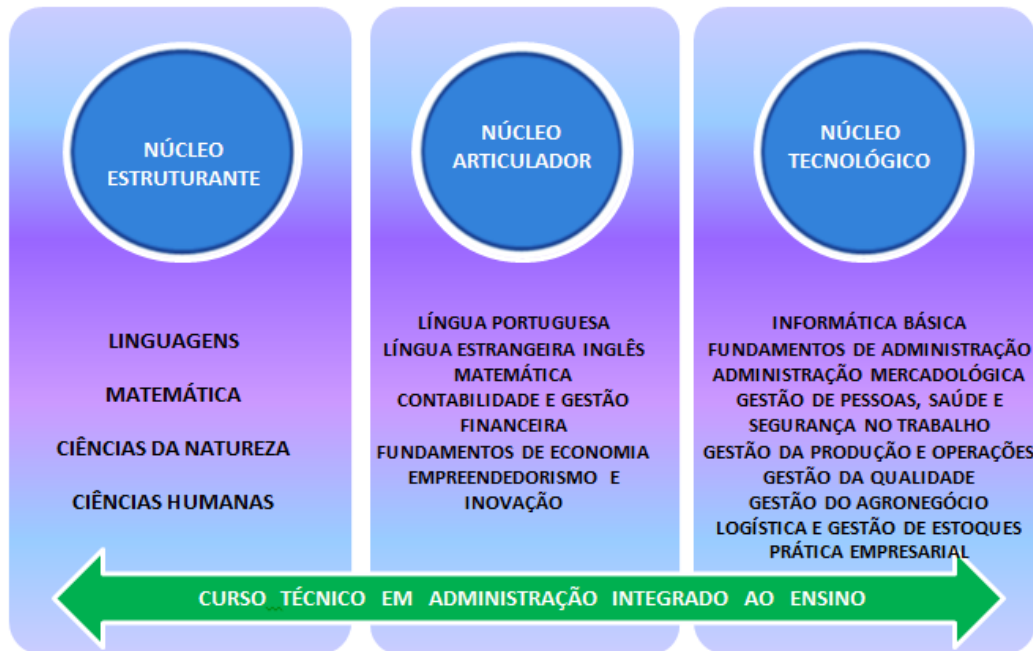 NÚCLEO
ESTRUTURANTE
LINGUAGENS
MATEMÁTICA
CIÊNCIAS DA NATUREZA
CIÊNCIAS HUMANAS
NÚCLEO
ARTICULADOR
LÍNGUA PORTUGUESA
LÍNGUA ESTRANGEIRA INGLÊS
MATEMÁTICA
CONTABILIDADE E GESTÃO
FINANCEIRA
FUNDAMENTOS DE ECONOMIA
EMPREENDEDORISMO E
INOVAÇÃO
NÚCLEO
TECNOLÓGICO
INFORMÁTICA BÁSICA
FUNDAMENTOS DE ADMINISTRAÇÃO
ADMINISTRAÇÃO MERCADOLÓGICA
GESTÃO DE PESSOAS, SAÚDE E
SEGURANÇA NO TRABALHO
GESTÃO DA PRODUÇÃO E OPERAÇÕES
GESTÃO DA QUALIDADE
GESTÃO DO AGRONEGÓCIO
LOGÍSTICA E GESTÃO DE ESTOQUES
PRÁTICA EMPRESARIAL
CURSO TÉCNICO EM ADMINISTRAÇÃO INTEGRADO AO ENSINO